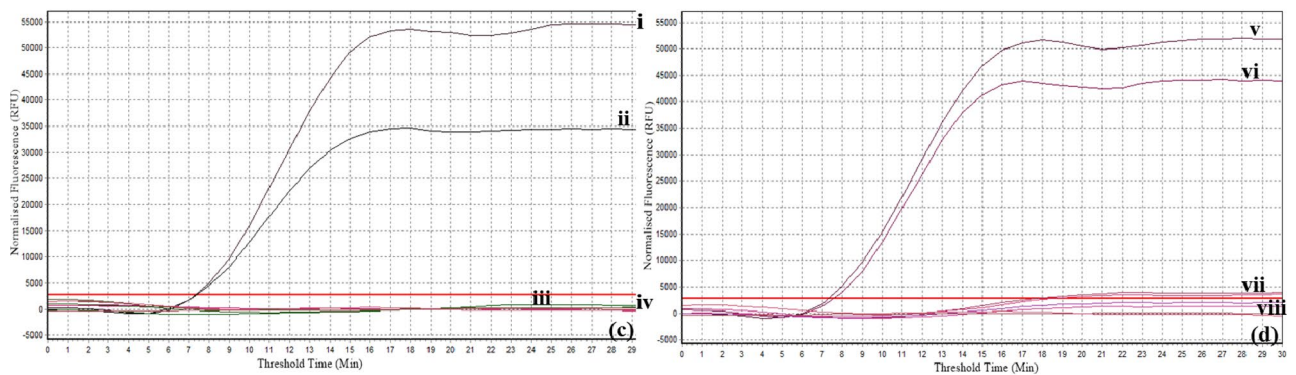 55000
50000
45000
40000
35000
30000
25000
20000
15000
10000
5000
0
-5000
Normalised Fluorescence (RFU)
i
ii
iii
iv
(c)
0 1 2 3 4 5 6 7 8 9 10 11 12 13 14 15 16 17 18 19 20 21 22 23 24 25 26 27 28 29
Threshold Time (Min)
55000
50000
45000
40000
35000
30000
25000
20000
15000
10000
5000
0
-5000
Normalised Fluorescence (RFU)
v
vi
vii
viii
(d)
0 1 2 3 4 5 6 7 8 9 10 11 12 13 14 15 16 17 18 19 20 21 22 23 24 25 26 27 28 29 30
Threshold Time (Min)